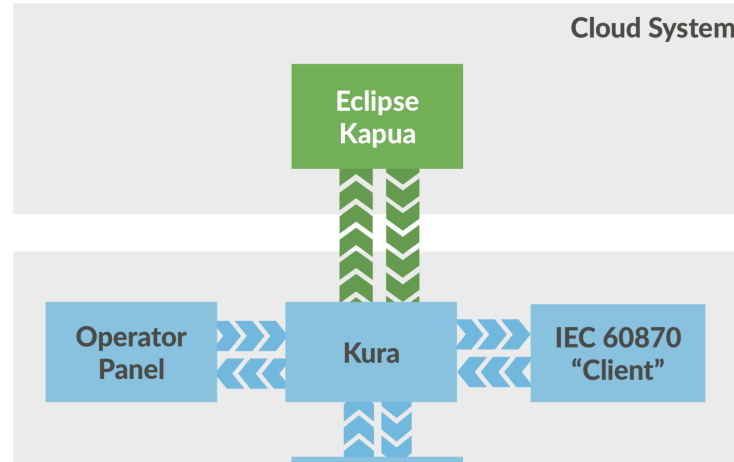 Cloud System
Eclipse
Kapua
Operator
Panel
Kura
IEC 60870
“Client”